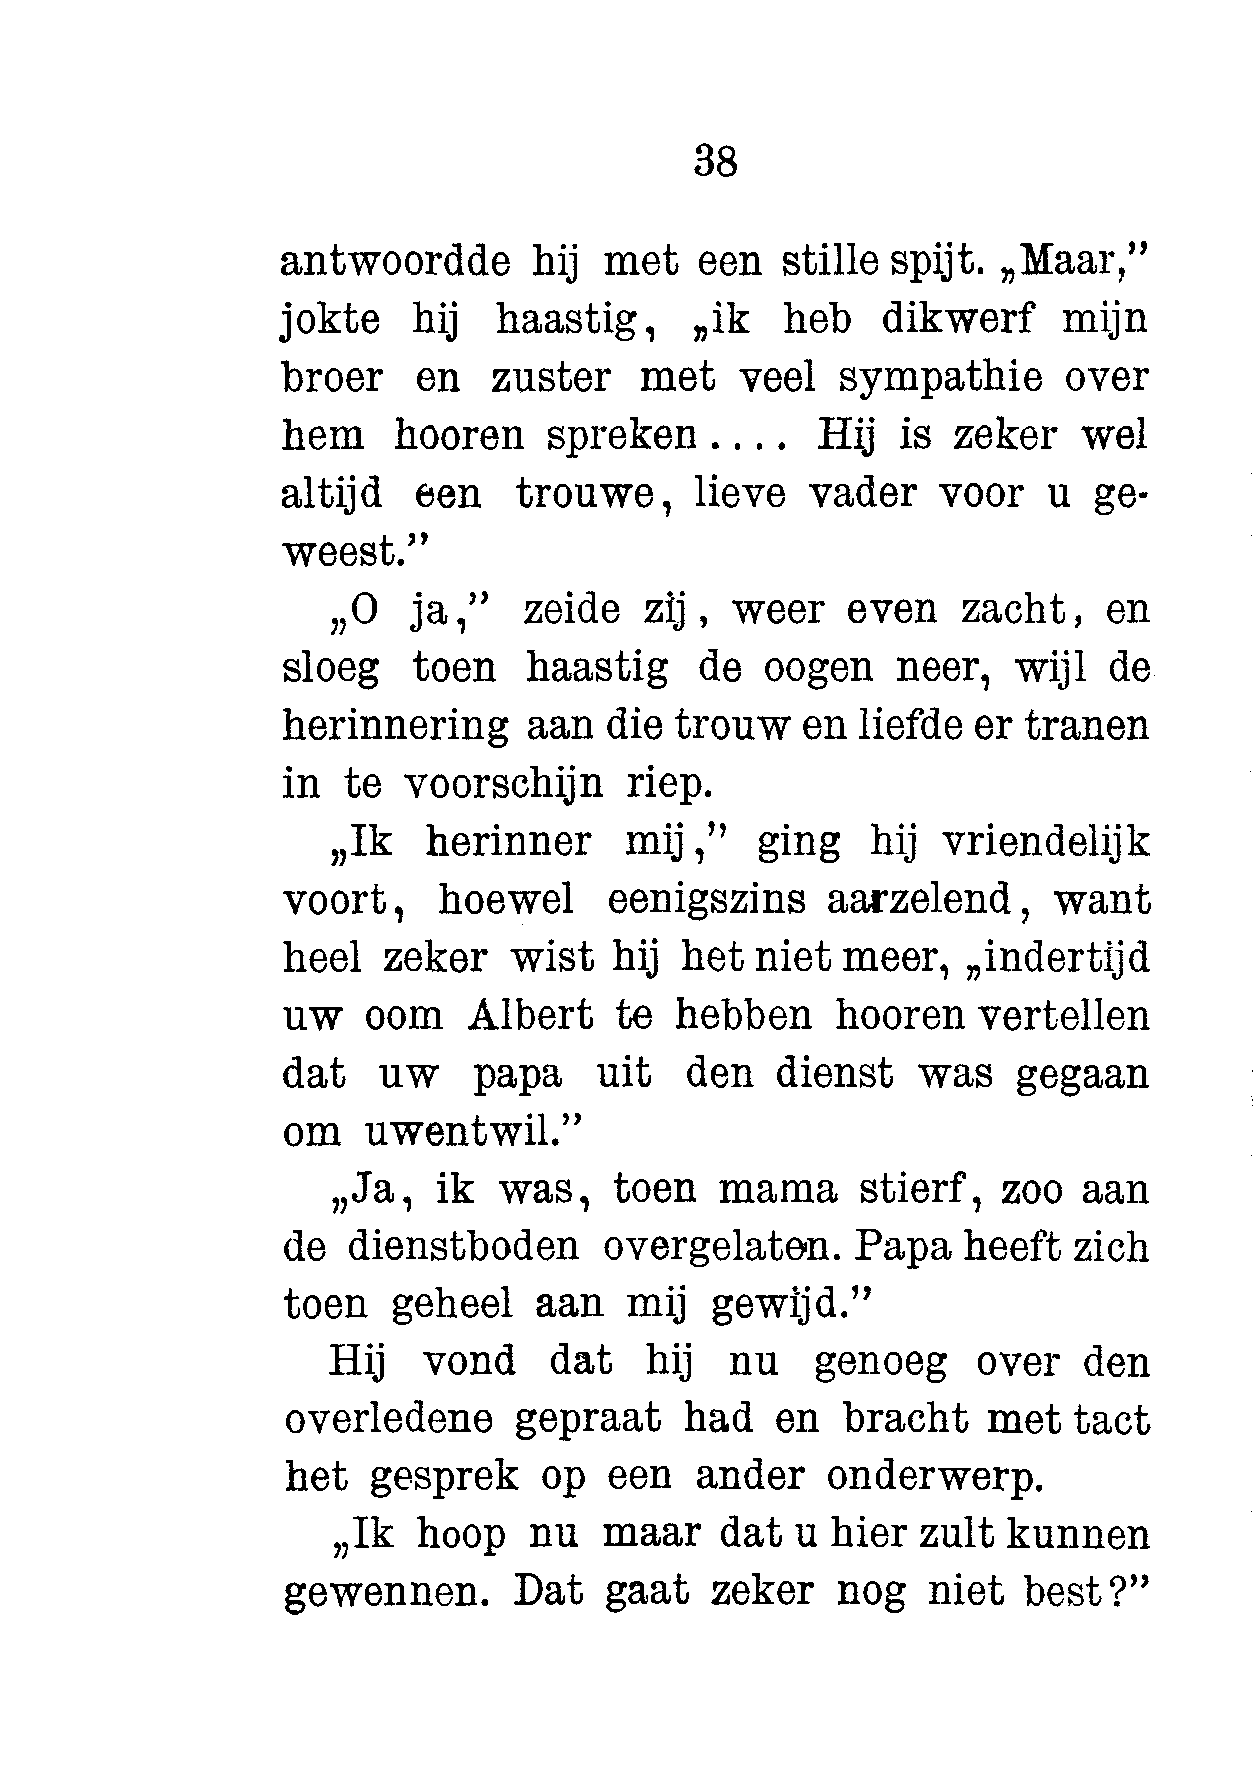 38
antwoordde hij met een stille spijt. „Maar,”
jokte hij haastig, „ik heb dikwerf mijn
broer en zuster met veel sympathie over
hem hooren spreken.... Hij is zeker wel
altijd een trouwe, lieve vader voor u ge-
weest.”
„O ja,” zeide zij, weer even zacht, en
sloeg toen haastig de oogen neer, wijl de
herinnering aan die trouw en liefde er tranen
in te voorschijn riep.
„Ik herinner mij,” ging hij vriendelijk
voort, hoewel eenigszins aarzelend, want
heel zeker wist hij het niet meer, „indertijd
uw oom Albert te hebben hooren vertellen
dat uw papa uit den dienst was gegaan
om uwentwil.”
„Ja, ik was, toen mama stierf, zoo aan
de dienstboden overgelaten. Papa heeft zich
toen geheel aan mij gewijd.”
Hij vond dat hij nu genoeg over den
overledene gepraat had en bracht met tact
het gesprek op een ander onderwerp.
„Ik hoop nu maar dat u hier zult kunnen
gewennen. Dat gaat zeker nog niet best?”